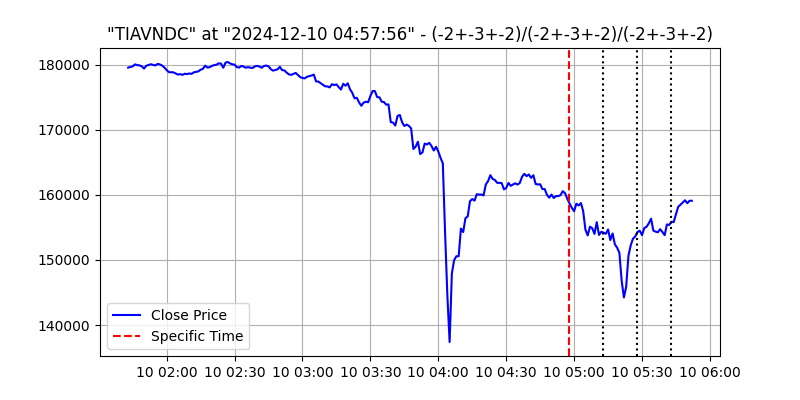 "TIAVNDC" at "2024-12-10 04:57:56" - (-2+-3+-2)/(-2+-3+-2)/(-2+-3+-2)
180000
170000
160000
150000
140000
Close Price
Specific Time
10 02:00 10 02:30 10 03:00 10 03:30 10 04:00 10 04:30 10 05:00 10 05:30 10 06:00